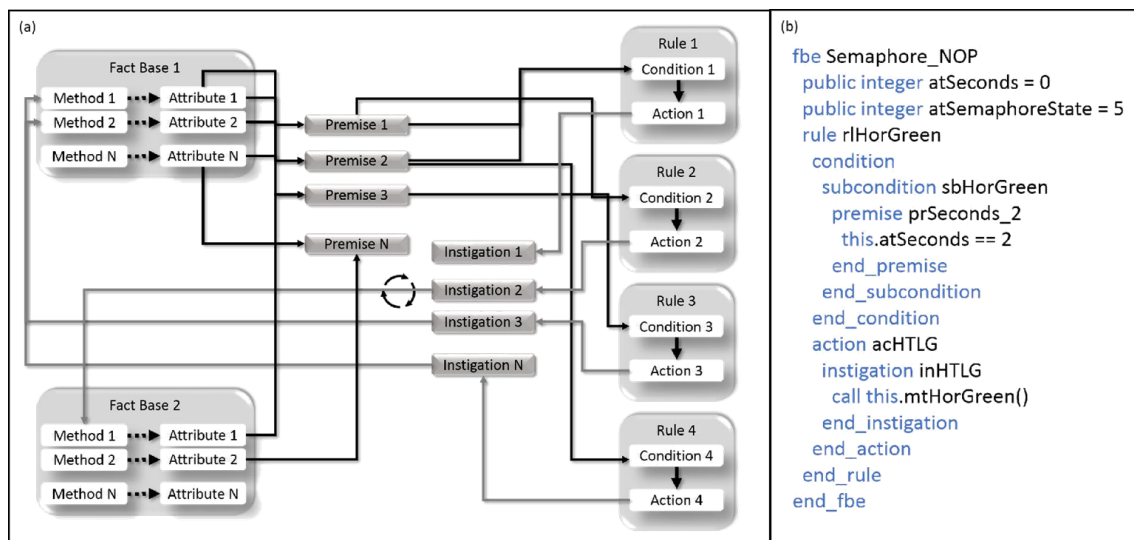 (a)
Fact Base 1
Method 1 Attribute 1
Method 2 Attribute 2
Method N Attribute N
Premise 1
Premise 2
Premise 3
Premise N
Instigation 1
Instigation 2
Instigation 3
Instigation N
Fact Base 2
Method 1 Attribute 1
Method 2 Attribute 2
Method N Attribute N
Rule 1
Condition 1
Action 1
Rule 2
Condition 2
Action 2
Rule 3
Condition 3
Action 3
Rule 4
Condition 4
Action 4
(b)
fbe Semaphore_NOP
public integer atSeconds = 0
public integer atSemaphoreState = 5
rule rlHorGreen
condition
subcondition sbHorGreen
premise prSeconds_2
this.atSeconds == 2
end_premise
end_subcondition
end_condition
action acHTLG
instigation inHTLG
call this.mtHorGreen()
end_instigation
end_action
end_rule
end_fbe